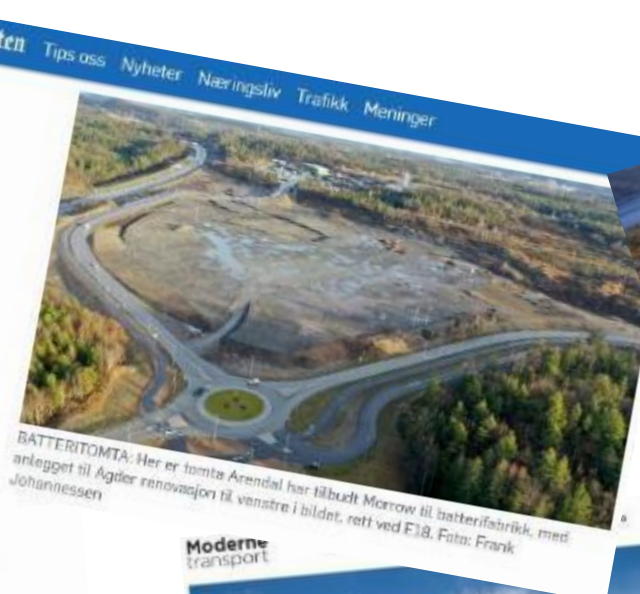 ten Tips oss Nyheter Næringsliv Trafikk Meninger
BATTERITOMTA: Her er tomta Arendal har tilbudt Morrow til batterifabrikk, med
anlegget til Agder renovasjon til venstre i bildet, rett ved E18. Foto: Frank
Johannessen
Moderne
transport